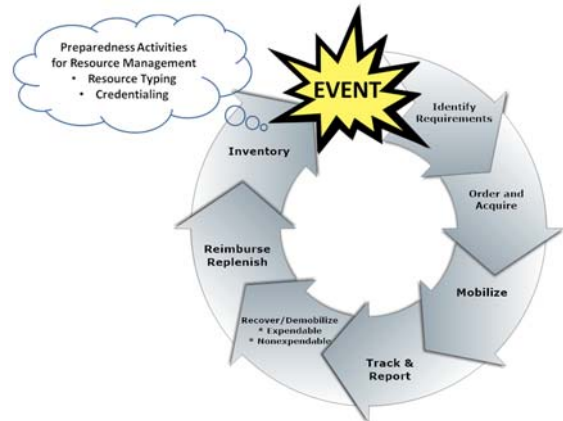 Preparedness Activities
for Resource Management
• Resource Typing
• Credentialing
EVENT
Identify
Requirements
Order and
Acquire
Mobilize
Track &
Report
Recover/Demobilize
* Expendable
* Nonexpendable
Reimburse
Replenish
Inventory